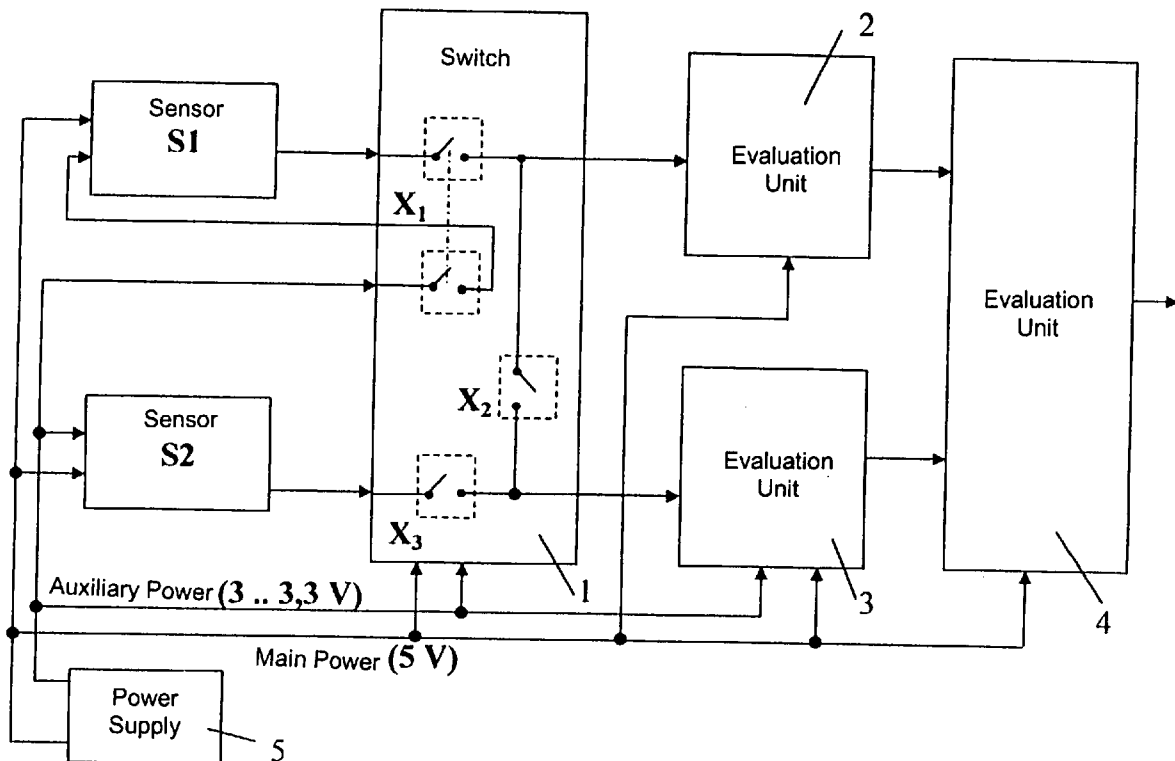 2
Switch
Sensor
S1
Evaluation
Unit
X₁
Evaluation
Unit
X₂
Sensor
S2
Evaluation
Unit
X₃
1
3
4
Auxiliary Power (3 .. 3,3 V)
Main Power (5 V)
Power
Supply
5